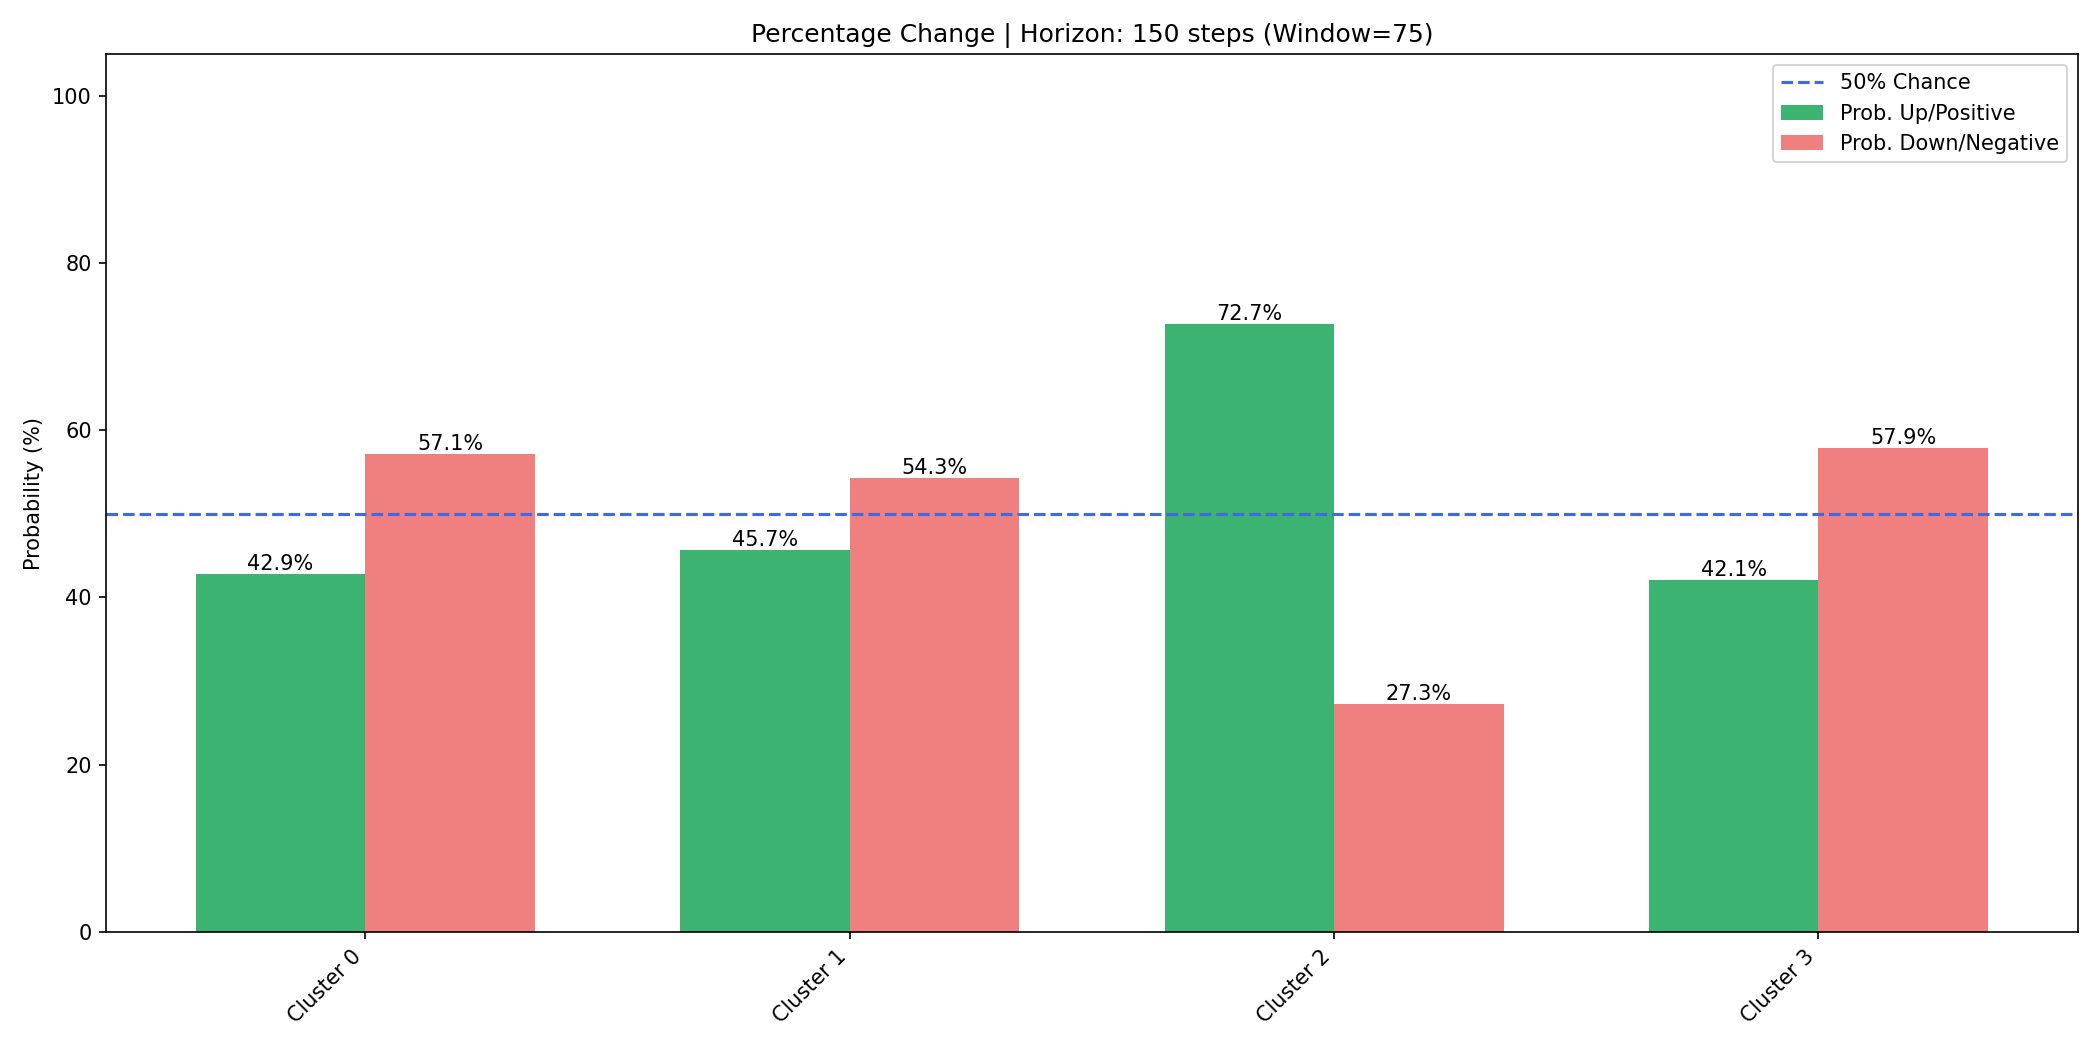 Percentage Change | Horizon: 150 steps (Window=75)
50% Chance
Prob. Up/Positive
Prob. Down/Negative
Probability (%)
100
80
60
40
20
0
42.9%
57.1%
45.7%
54.3%
72.7%
27.3%
42.1%
57.9%
Cluster 0
Cluster 1
Cluster 2
Cluster 3